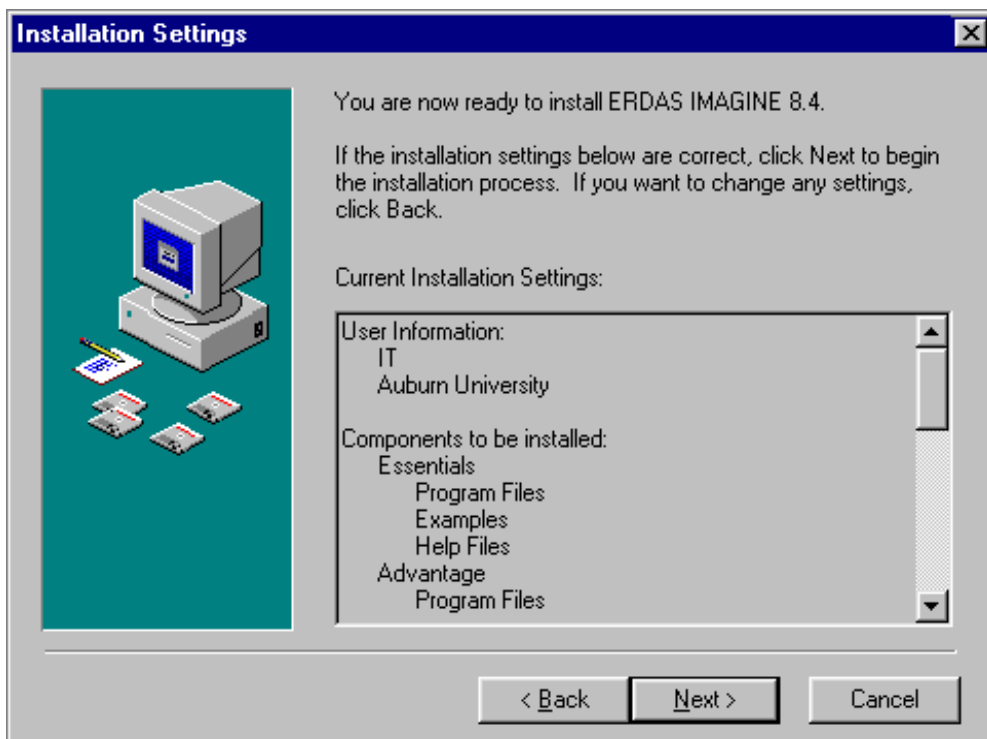 Installation Settings
You are now ready to install ERDAS IMAGINE 8.4.
If the installation settings below are correct, click Next to begin
the installation process.  If you want to change any settings,
click Back.
Current Installation Settings:
User Information:
IT
Auburn University
Components to be installed:
Essentials
Program Files
Examples
Help Files
Advantage
Program Files
< Back
Next >
Cancel